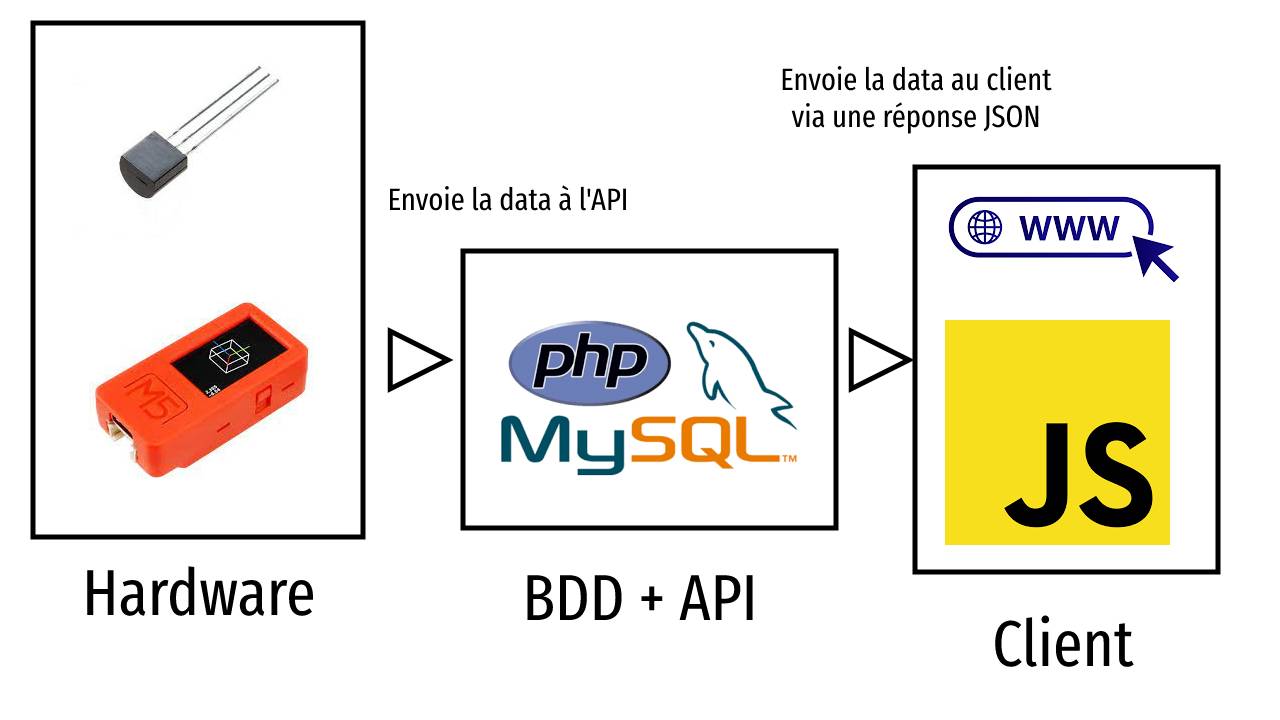 Envoie la data au client
via une réponse JSON
Envoie la data à l'API
M5
WWW
php
MySQL™
JS
Hardware
BDD + API
Client